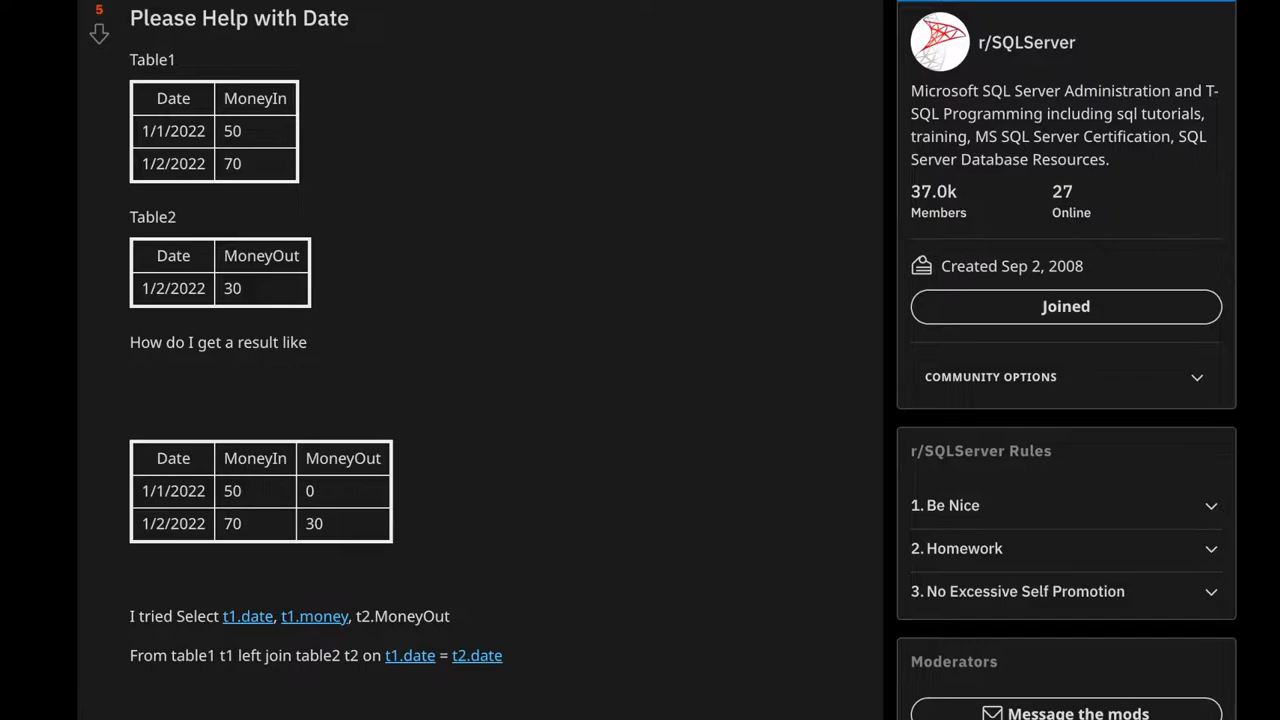 5
Please Help with Date
Table1
Date MoneyIn
1/1/2022 50
1/2/2022 70
Table2
Date MoneyOut
1/2/2022 30
How do I get a result like
Date MoneyIn MoneyOut
1/1/2022 50 0
1/2/2022 70 30
I tried Select t1.date, t1.money, t2.MoneyOut
From table1 t1 left join table2 t2 on t1.date = t2.date
r/SQLServer
Microsoft SQL Server Administration and T-
SQL Programming including sql tutorials,
training, MS SQL Server Certification, SQL
Server Database Resources.
37.0k 27
Members Online
Created Sep 2, 2008
Joined
COMMUNITY OPTIONS
r/SQLServer Rules
1. Be Nice
2. Homework
3. No Excessive Self Promotion
Moderators
Message the mods